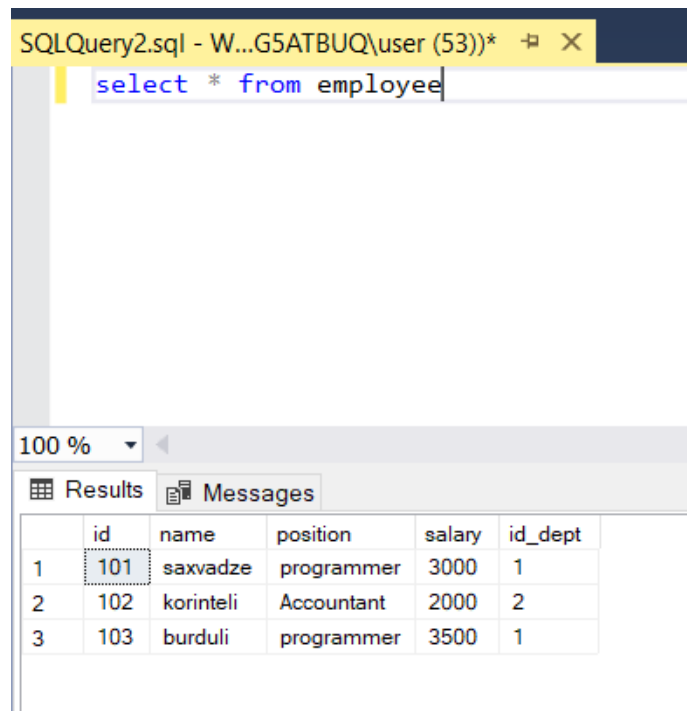 SQLQuery2.sql - W...G5ATBUQ\user (53))*
select * from employee
100 %
Results Messages
id name position salary id_dept
1 101 saxvadze programmer 3000 1
2 102 korinteli Accountant 2000 2
3 103 burduli programmer 3500 1